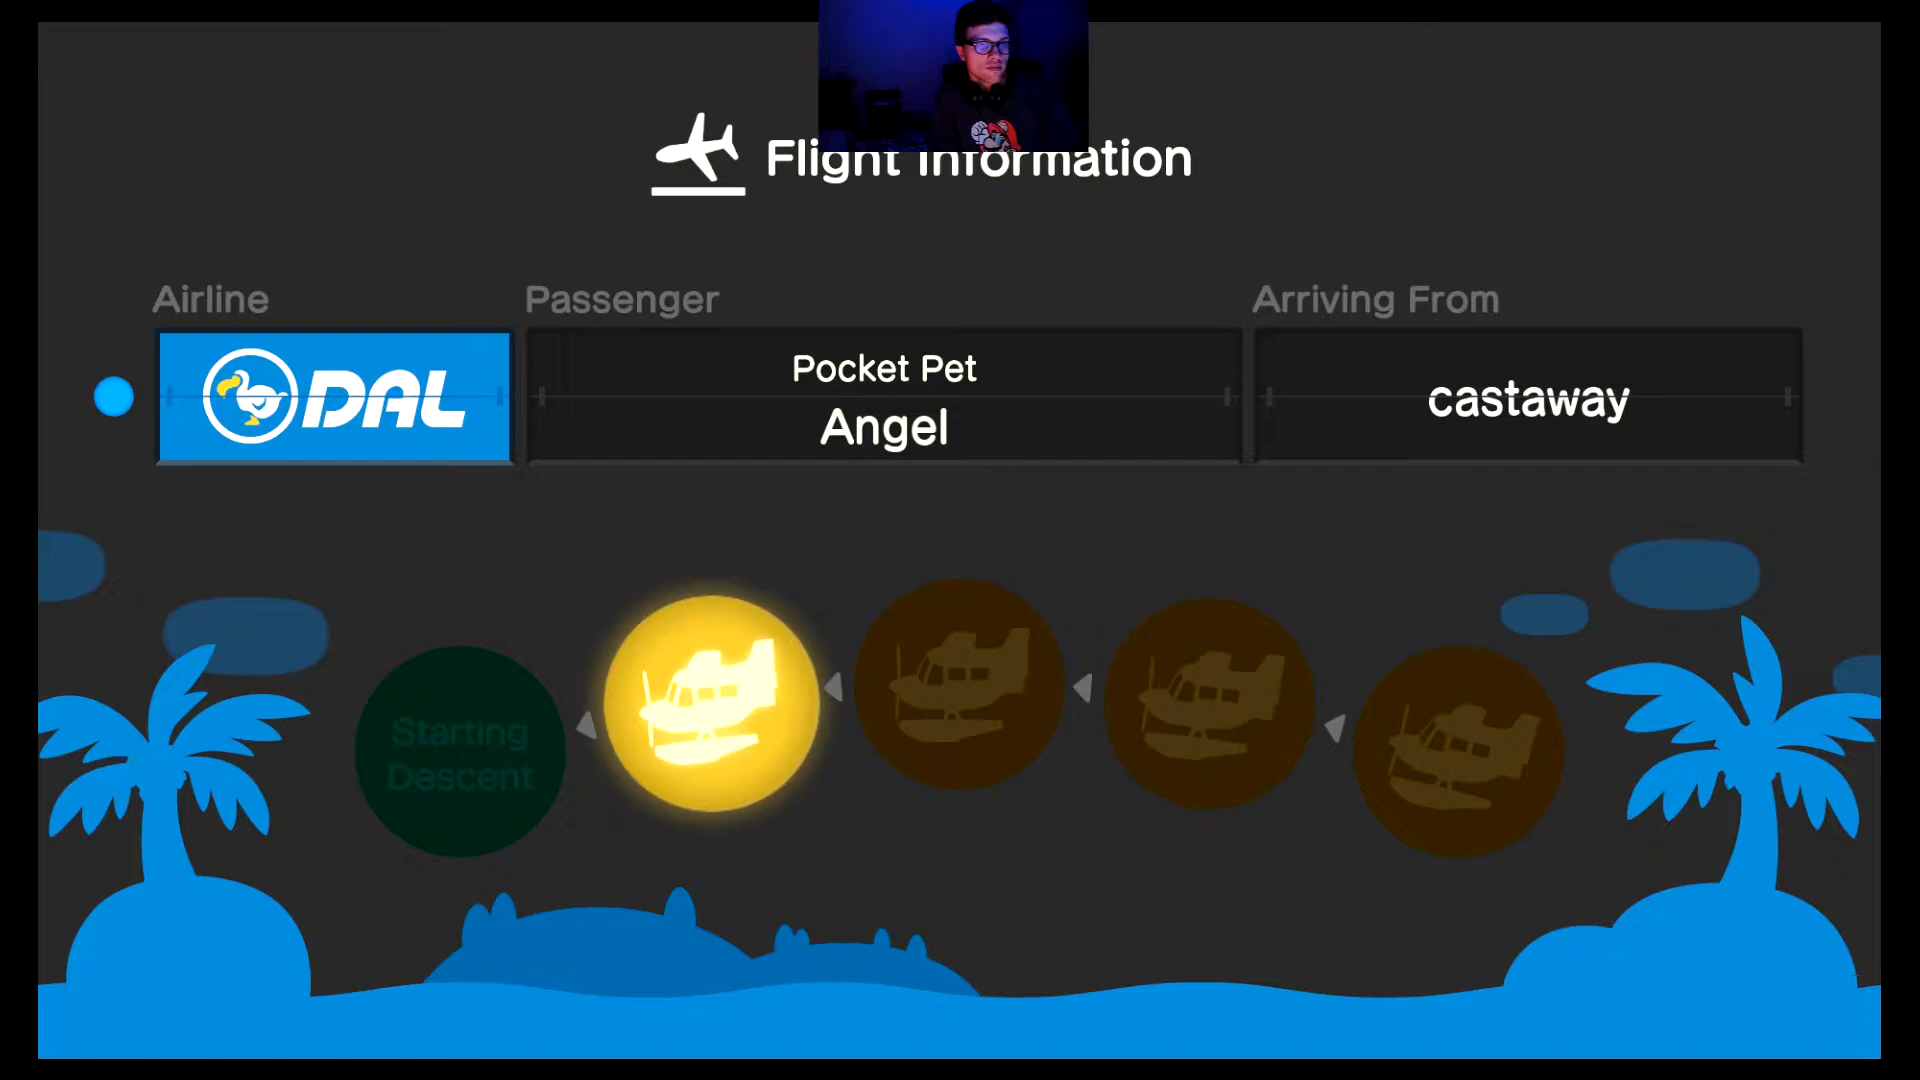 Flight Information
Airline
Passenger
Arriving From
DAL
Pocket Pet
Angel
castaway
Starting
Descent